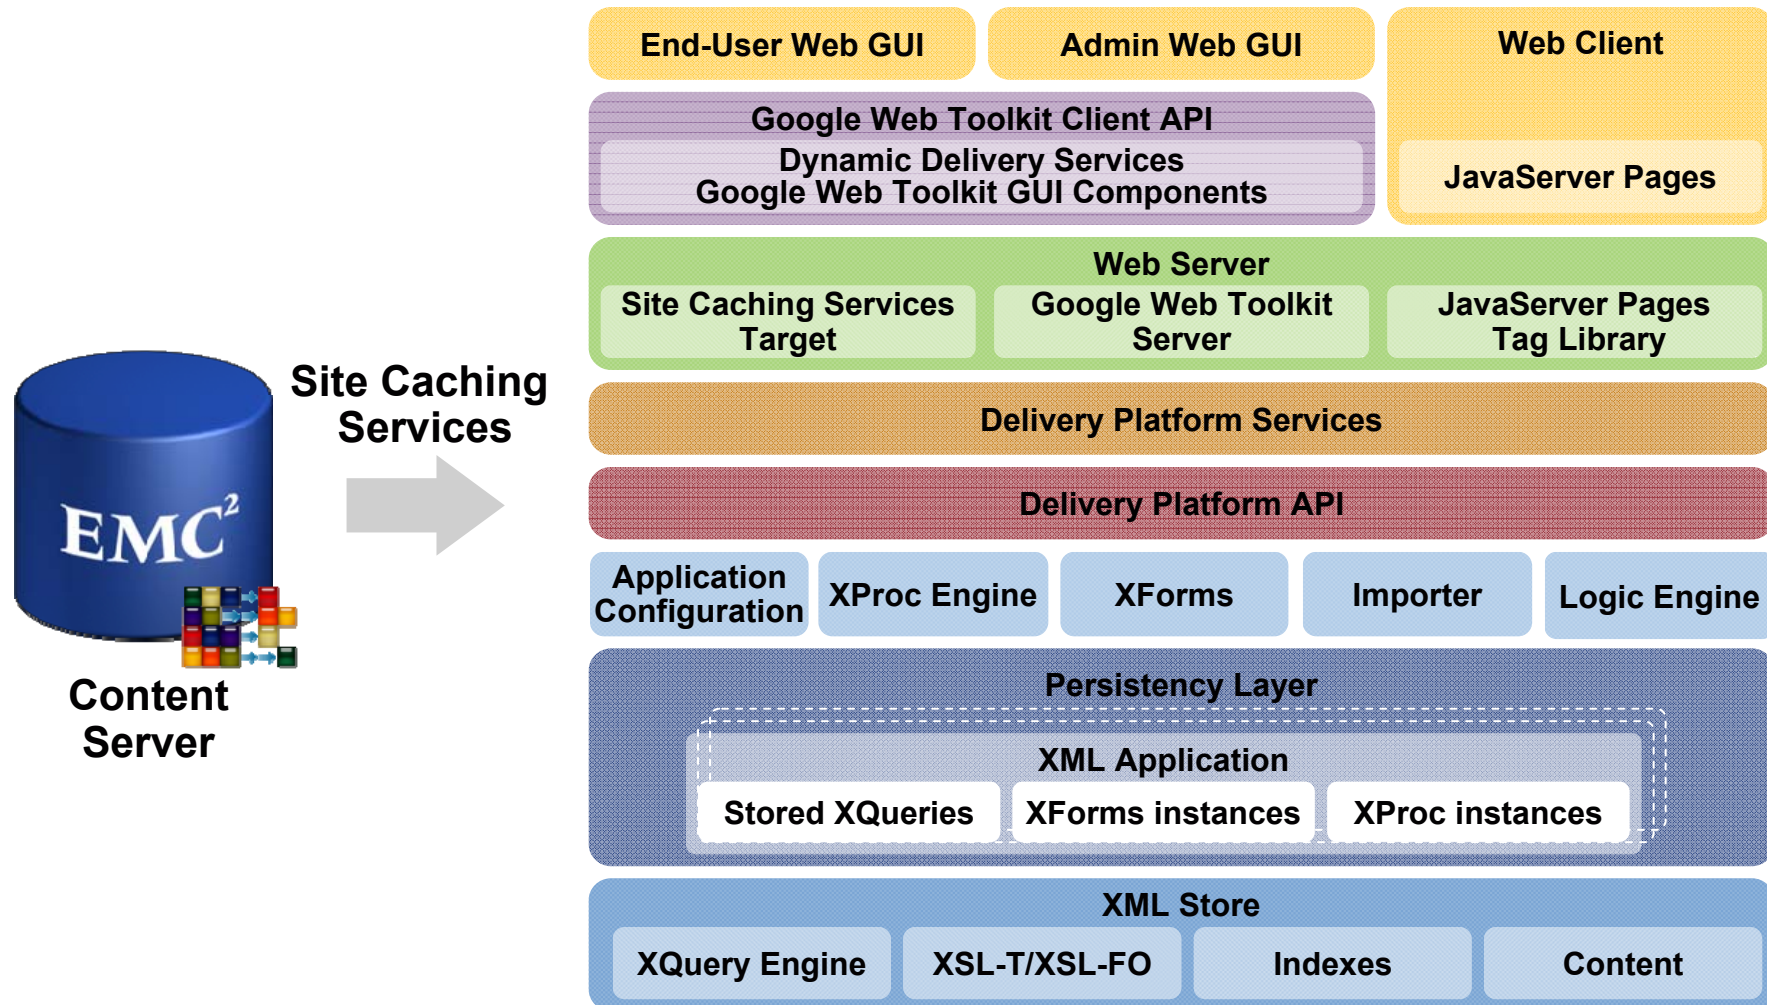 End-User Web GUI
Admin Web GUI
Web Client
Google Web Toolkit Client API
Dynamic Delivery Services
Google Web Toolkit GUI Components
JavaServer Pages
Web Server
Site Caching Services
Target
Google Web Toolkit
Server
JavaServer Pages
Tag Library
Site Caching
Services
EMC²
Content
Server
Delivery Platform Services
Delivery Platform API
Application
Configuration
XProc Engine
XForms
Importer
Logic Engine
Persistency Layer
XML Application
Stored XQueries
XForms instances
XProc instances
XML Store
XQuery Engine
XSL-T/XSL-FO
Indexes
Content